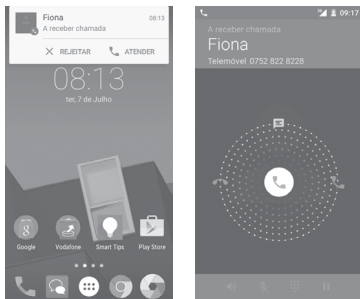 Fiona 08:13
A receber chamada
REJEITAR ATENDER
08:13
ter, 7 de Julho
Google Vodafone Smart Tips Play Store
09:17
A receber chamada
Fiona
Telemóvel 0752 822 8228